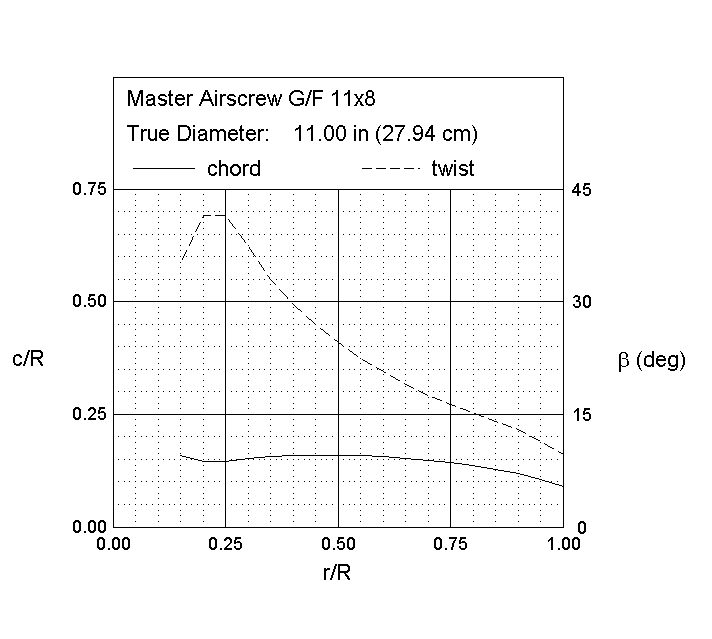 Master Airscrew G/F 11x8
True Diameter: 11.00 in (27.94 cm)
chord twist
0.75 45
0.50 30
c/R β (deg)
0.25 15
0.00 0
0.00 0.25 0.50 0.75 1.00
r/R